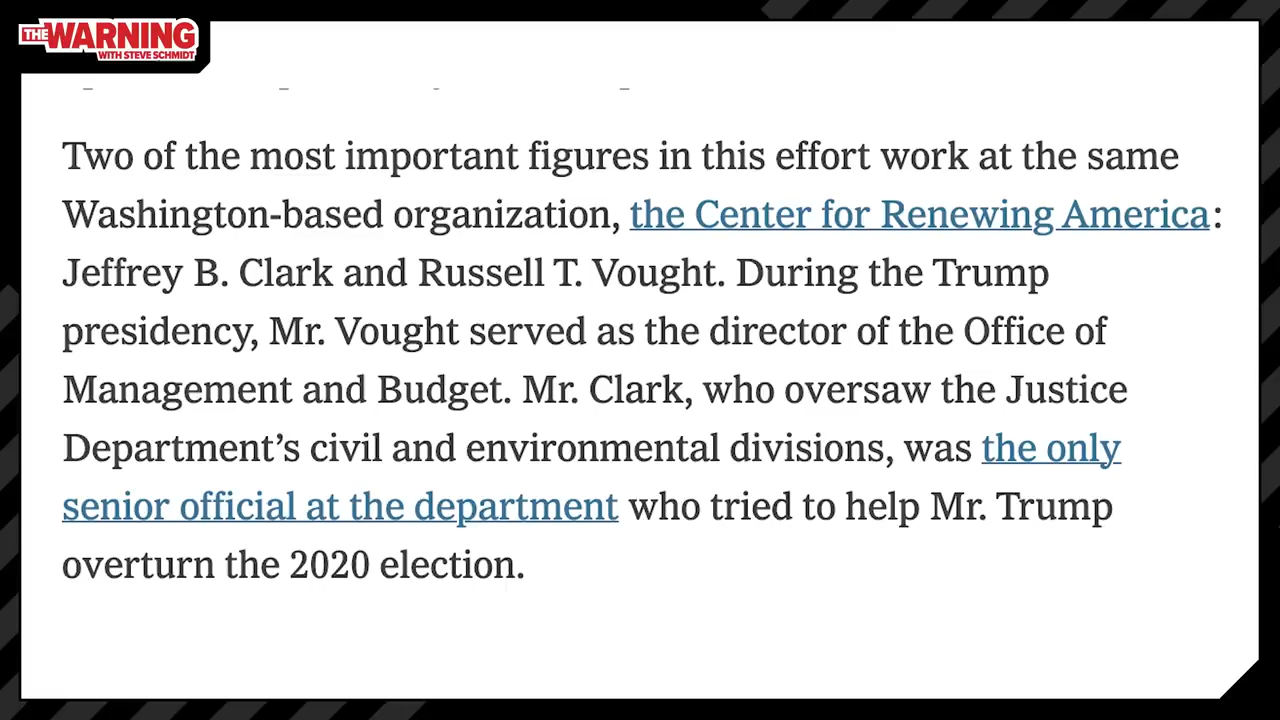 THE WARNING
WITH STEVE SCHMIDT
Two of the most important figures in this effort work at the same
Washington-based organization, the Center for Renewing America:
Jeffrey B. Clark and Russell T. Vought. During the Trump
presidency, Mr. Vought served as the director of the Office of
Management and Budget. Mr. Clark, who oversaw the Justice
Department’s civil and environmental divisions, was the only
senior official at the department who tried to help Mr. Trump
overturn the 2020 election.